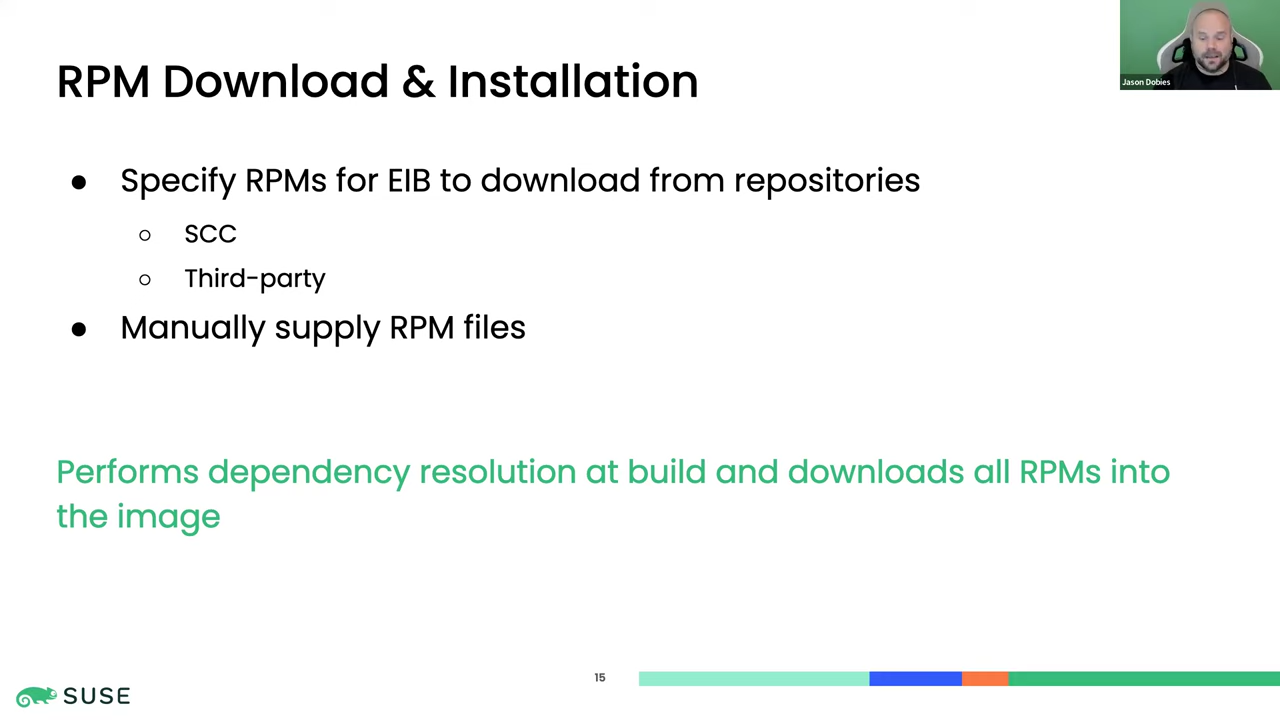 RPM Download & Installation
Jason Dobies
● Specify RPMs for EIB to download from repositories
○ SCC
○ Third-party
● Manually supply RPM files
Performs dependency resolution at build and downloads all RPMs into
the image
15
SUSE